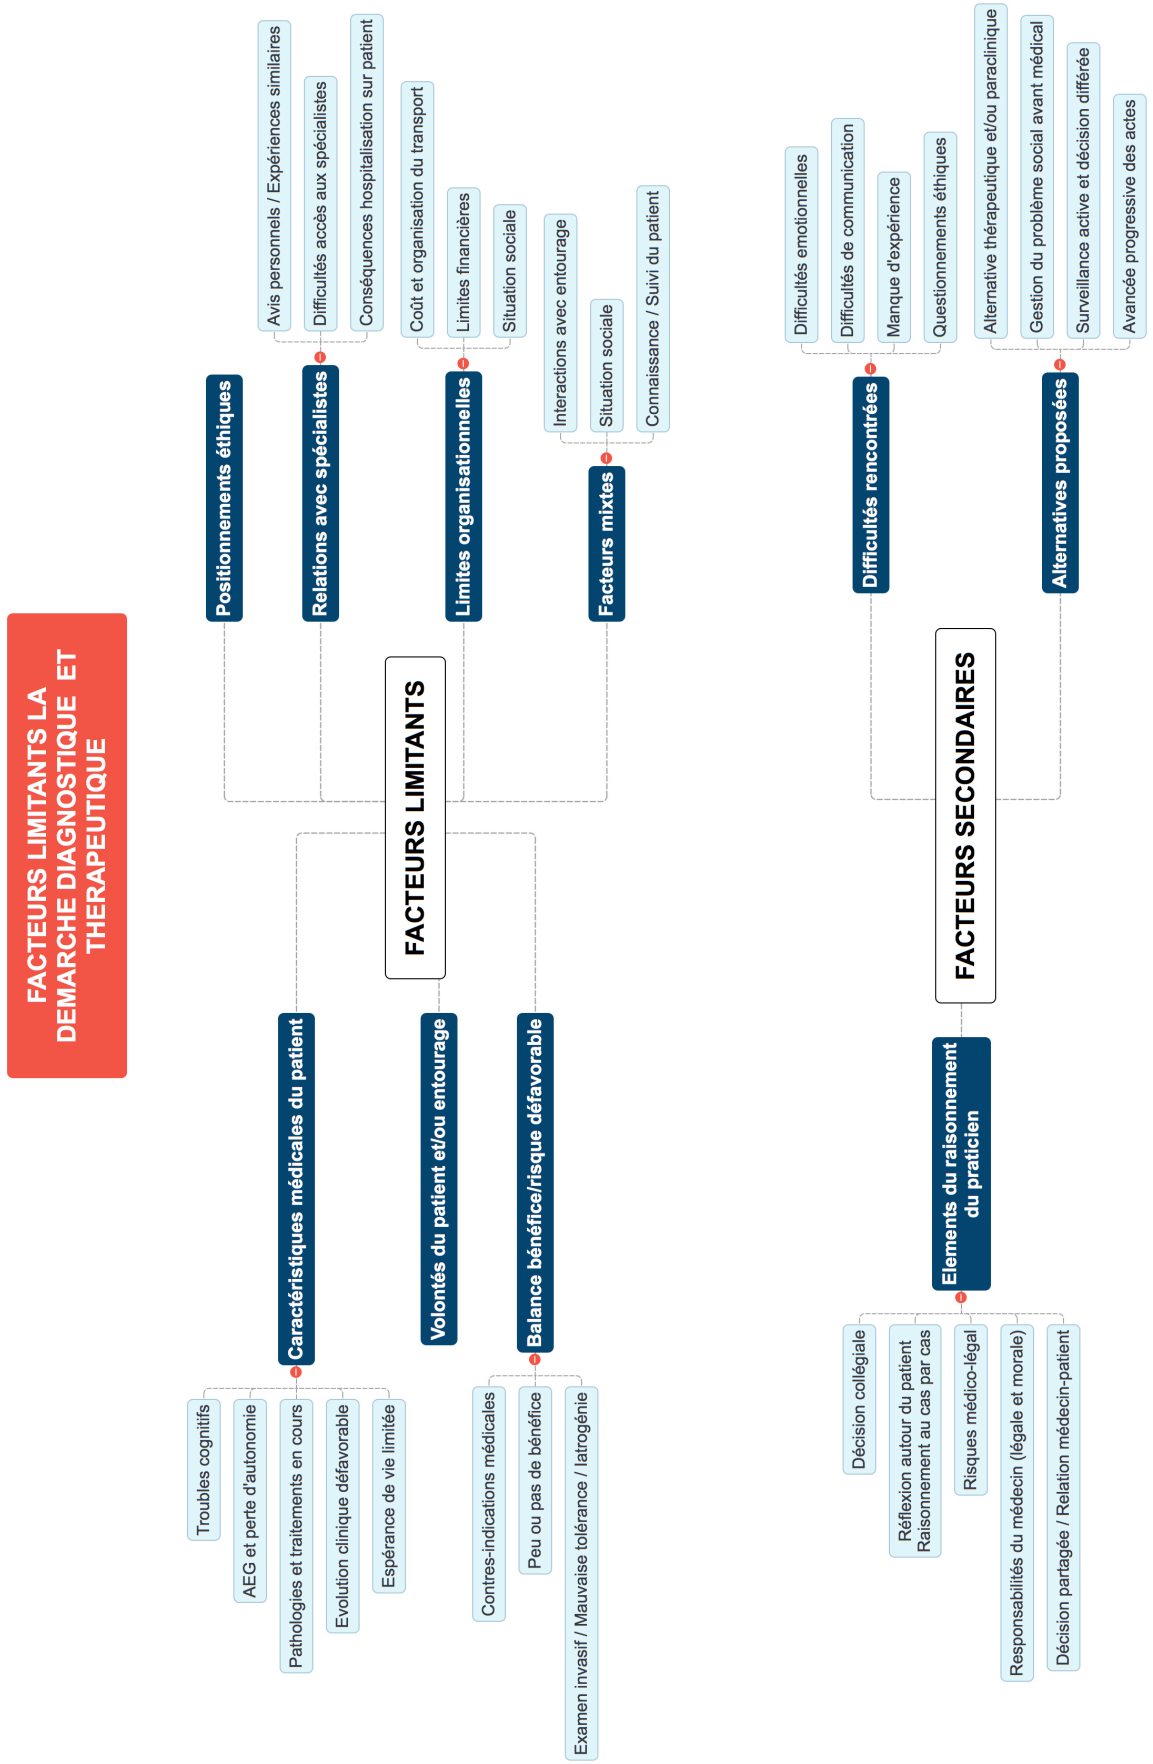 FACTEURS LIMITANTS LA
DEMARCHE DIAGNOSTIQUE ET
THERAPEUTIQUE
FACTEURS LIMITANTS
Caractéristiques médicales du patient
Troubles cognitifs
AEG et perte d'autonomie
Pathologies et traitements en cours
Evolution clinique défavorable
Espérance de vie limitée
Volontés du patient et/ou entourage
Balance bénéfice/risque défavorable
Contres-indications médicales
Peu ou pas de bénéfice
Examen invasif / Mauvaise tolérance / Iatrogénie
Positionnements éthiques
Relations avec spécialistes
Avis personnels / Expériences similaires
Difficultés accès aux spécialistes
Conséquences hospitalisation sur patient
Limites organisationnelles
Coût et organisation du transport
Limites financières
Situation sociale
Facteurs mixtes
Interactions avec entourage
Situation sociale
Connaissance / Suivi du patient
FACTEURS SECONDAIRES
Elements du raisonnement
du praticien
Décision collégiale
Réflexion autour du patient
Raisonnement au cas par cas
Risques médico-légal
Responsabilités du médecin (légale et morale)
Décision partagée / Relation médecin-patient
Difficultés rencontrées
Difficultés emotionnelles
Difficultés de communication
Manque d'expérience
Questionnements éthiques
Alternatives proposées
Alternative thérapeutique et/ou paraclinique
Gestion du problème social avant médical
Surveillance active et décision différée
Avancée progressive des actes